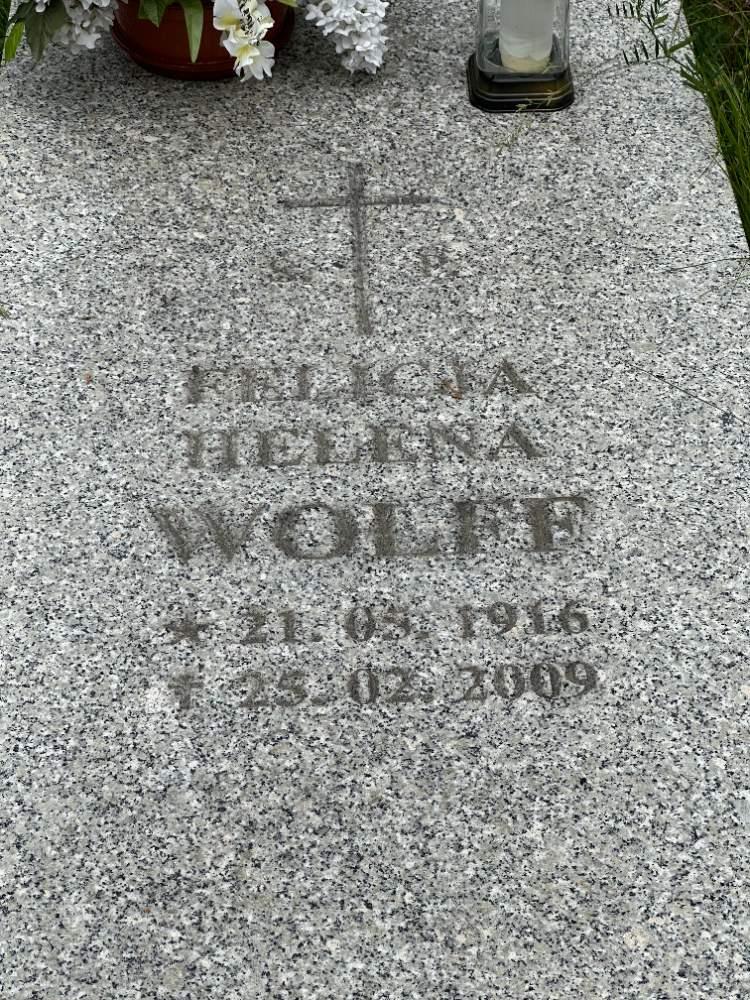 Ś P
FELICJA
HELENA
WOLFF
★ 21. 05. 1916
† 25. 02. 2009